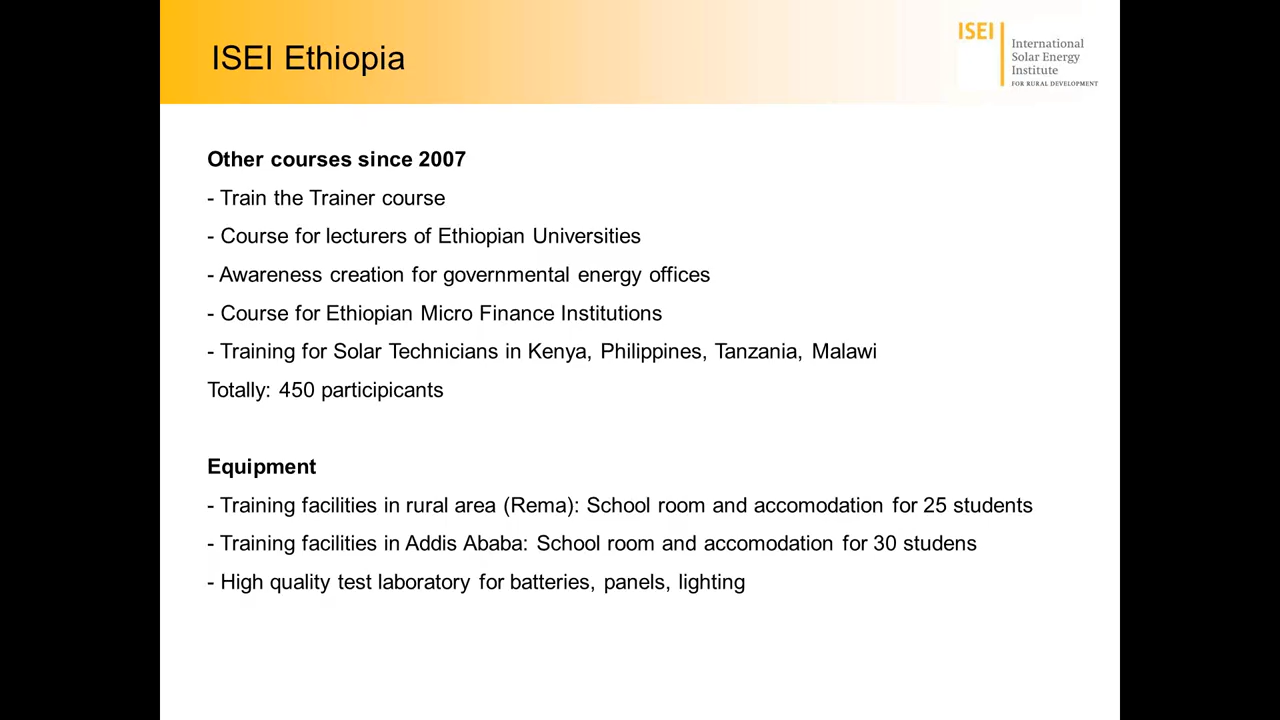 ISEI Ethiopia
ISEI
International
Solar Energy
Institute
FOR RURAL DEVELOPMENT
Other courses since 2007
- Train the Trainer course
- Course for lecturers of Ethiopian Universities
- Awareness creation for governmental energy offices
- Course for Ethiopian Micro Finance Institutions
- Training for Solar Technicians in Kenya, Philippines, Tanzania, Malawi
Totally: 450 participicants
Equipment
- Training facilities in rural area (Rema): School room and accomodation for 25 students
- Training facilities in Addis Ababa: School room and accomodation for 30 studens
- High quality test laboratory for batteries, panels, lighting